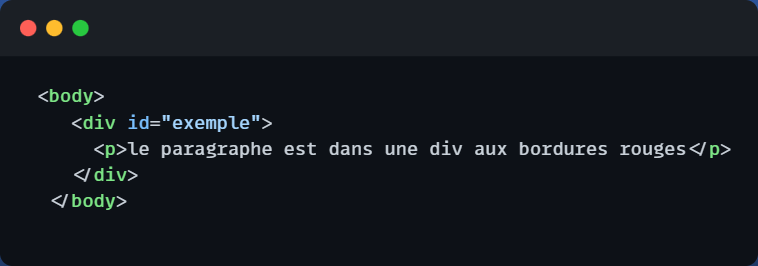 <body>
<div id="exemple">
<p>le paragraphe est dans une div aux bordures rouges</p>
</div>
</body>